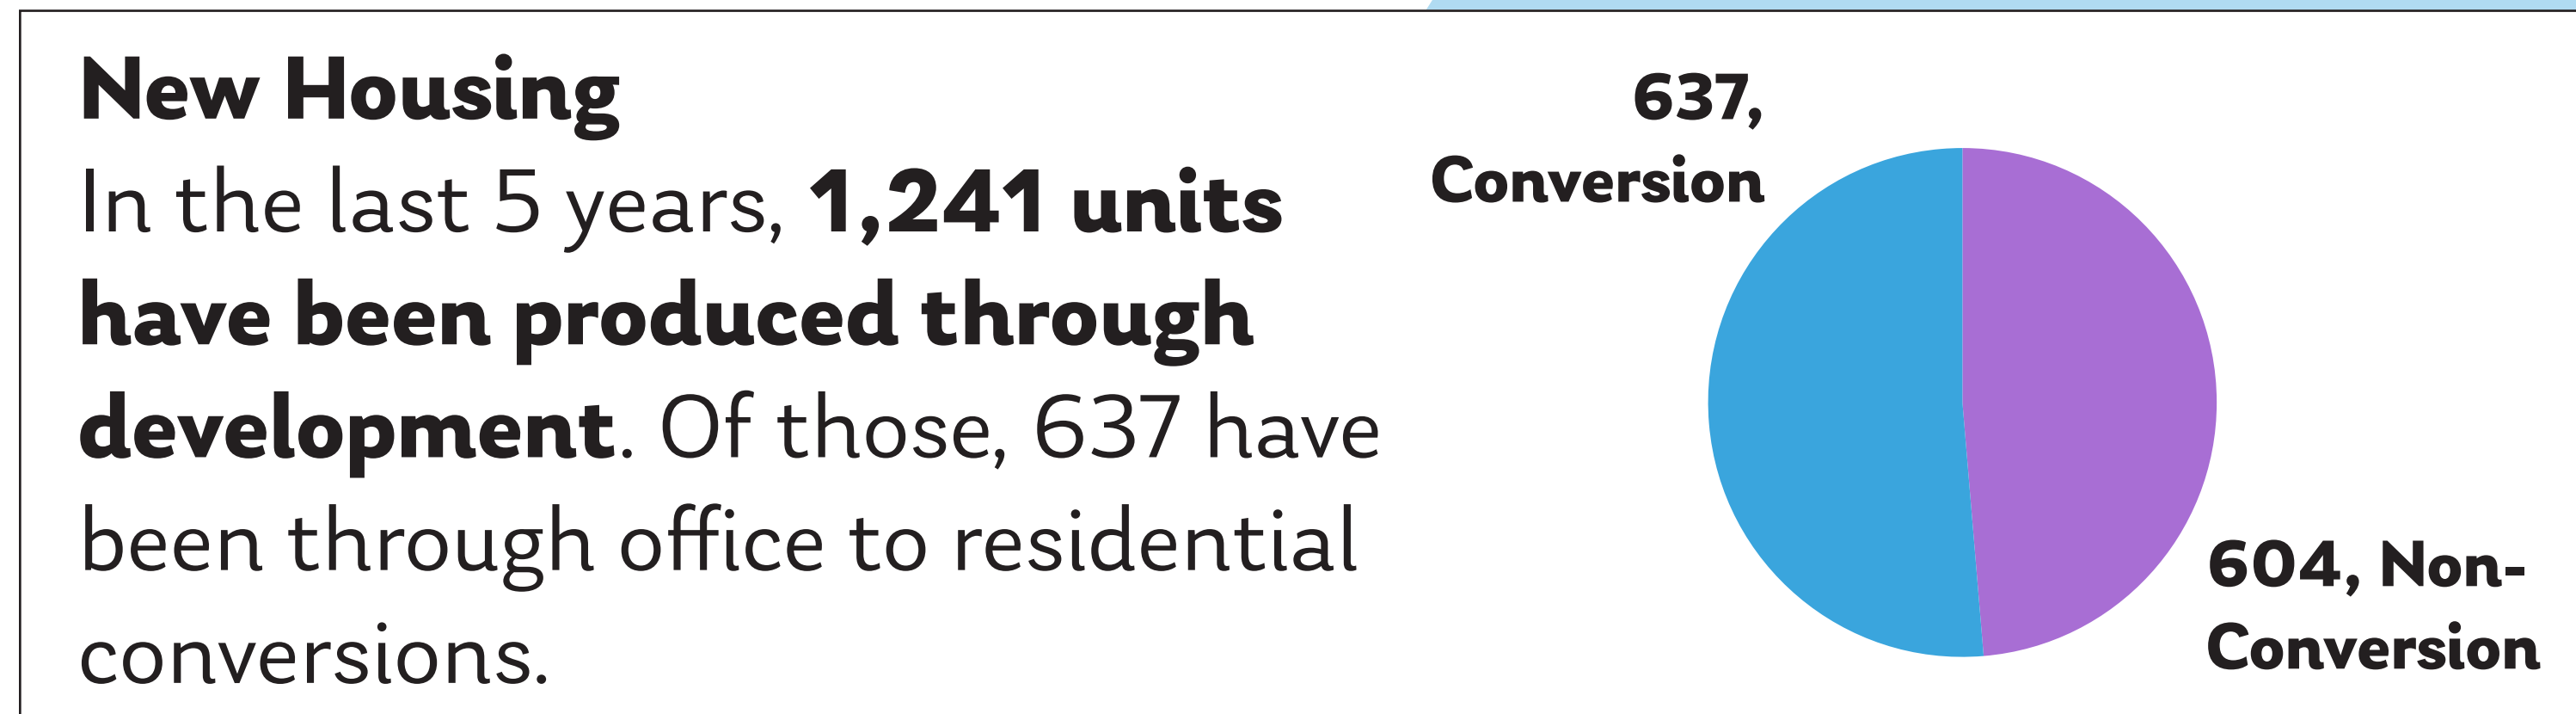 New Housing
In the last 5 years, 1,241 units
have been produced through
development. Of those, 637 have
been through office to residential
conversions.
637,
Conversion
604, Non-
Conversion